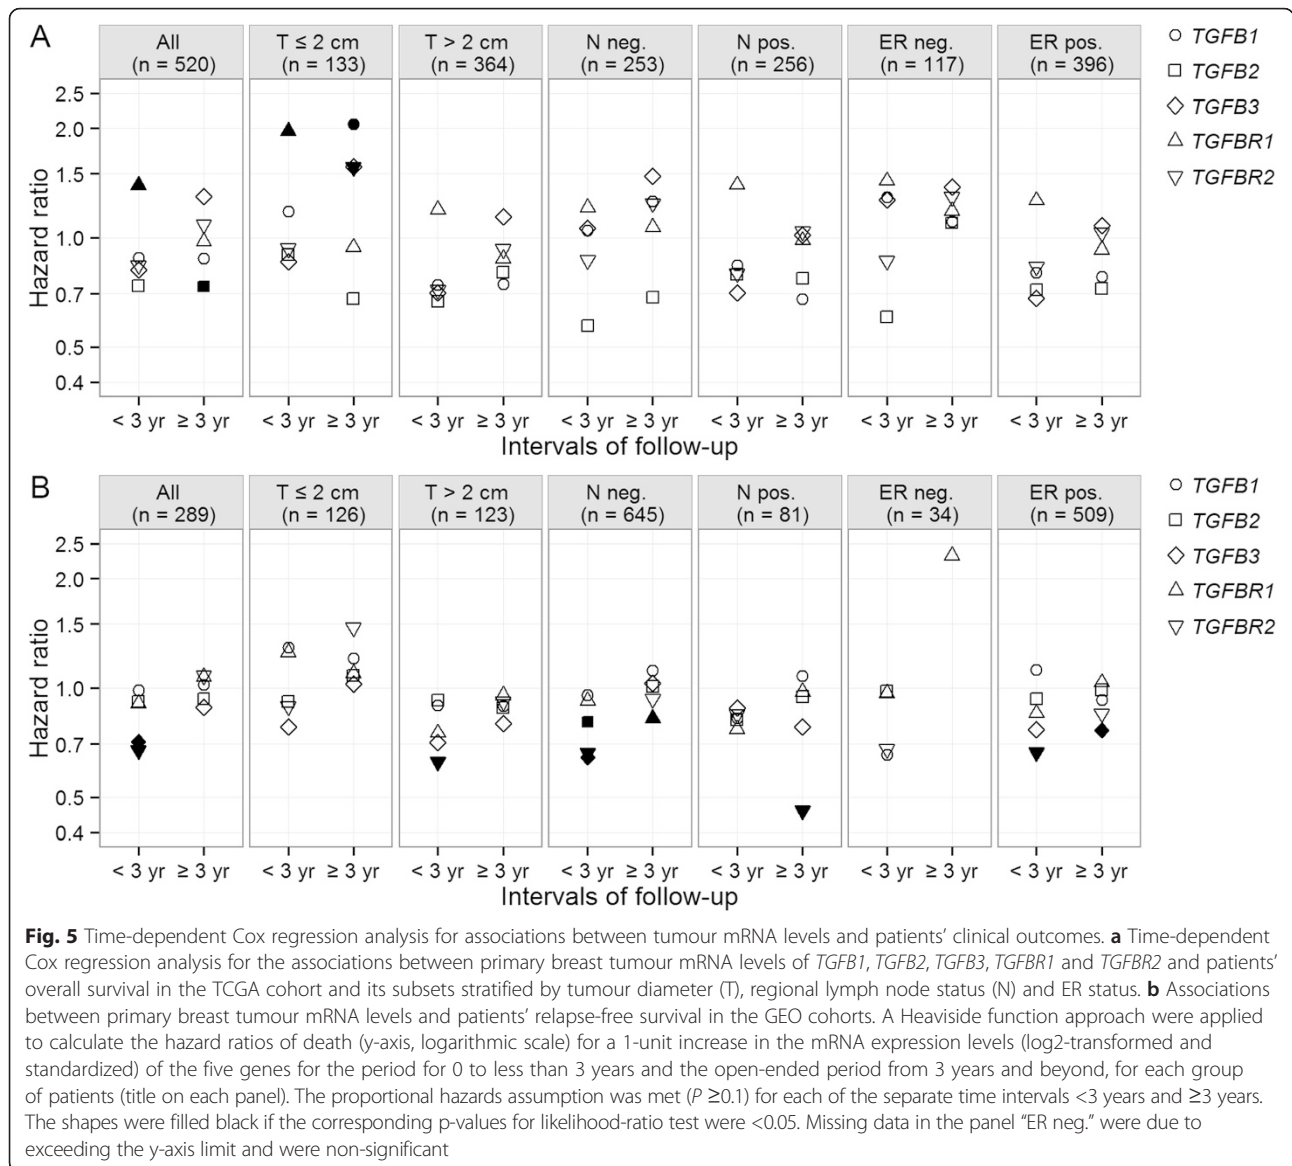 A
All
(n = 520)
T ≤ 2 cm
(n = 133)
T > 2 cm
(n = 364)
N neg.
(n = 253)
N pos.
(n = 256)
ER neg.
(n = 117)
ER pos.
(n = 396)
TGFB1
TGFB2
TGFB3
TGFBR1
TGFBR2
Hazard ratio
2.5
2.0
1.5
1.0
0.7
0.5
0.4
< 3 yr ≥ 3 yr < 3 yr ≥ 3 yr < 3 yr ≥ 3 yr < 3 yr ≥ 3 yr < 3 yr ≥ 3 yr < 3 yr ≥ 3 yr < 3 yr ≥ 3 yr
Intervals of follow-up
B
All
(n = 289)
T ≤ 2 cm
(n = 126)
T > 2 cm
(n = 123)
N neg.
(n = 645)
N pos.
(n = 81)
ER neg.
(n = 34)
ER pos.
(n = 509)
TGFB1
TGFB2
TGFB3
TGFBR1
TGFBR2
Hazard ratio
2.5
2.0
1.5
1.0
0.7
0.5
0.4
< 3 yr ≥ 3 yr < 3 yr ≥ 3 yr < 3 yr ≥ 3 yr < 3 yr ≥ 3 yr < 3 yr ≥ 3 yr < 3 yr ≥ 3 yr < 3 yr ≥ 3 yr
Intervals of follow-up
Fig. 5 Time-dependent Cox regression analysis for associations between tumour mRNA levels and patients’ clinical outcomes. a Time-dependent
Cox regression analysis for the associations between primary breast tumour mRNA levels of TGFB1, TGFB2, TGFB3, TGFBR1 and TGFBR2 and patients’
overall survival in the TCGA cohort and its subsets stratified by tumour diameter (T), regional lymph node status (N) and ER status. b Associations
between primary breast tumour mRNA levels and patients’ relapse-free survival in the GEO cohorts. A Heaviside function approach were applied
to calculate the hazard ratios of death (y-axis, logarithmic scale) for a 1-unit increase in the mRNA expression levels (log2-transformed and
standardized) of the five genes for the period for 0 to less than 3 years and the open-ended period from 3 years and beyond, for each group
of patients (title on each panel). The proportional hazards assumption was met (P ≥0.1) for each of the separate time intervals <3 years and ≥3 years.
The shapes were filled black if the corresponding p-values for likelihood-ratio test were <0.05. Missing data in the panel “ER neg.” were due to
exceeding the y-axis limit and were non-significant